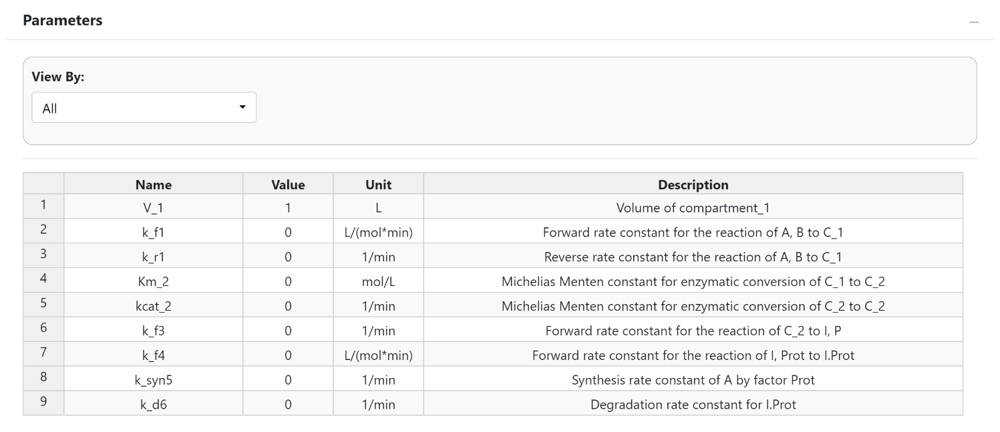 Parameters
View By:
All
Name Value Unit Description
1 V_1 1 L Volume of compartment_1
2 k_f1 0 L/(mol*min) Forward rate constant for the reaction of A, B to C_1
3 k_r1 0 1/min Reverse rate constant for the reaction of A, B to C_1
4 Km_2 0 mol/L Michelias Menten constant for enzymatic conversion of C_1 to C_2
5 kcat_2 0 1/min Michelias Menten constant for enzymatic conversion of C_2 to C_2
6 k_f3 0 1/min Forward rate constant for the reaction of C_2 to I, P
7 k_f4 0 L/(mol*min) Forward rate constant for the reaction of I, Prot to I.Prot
8 k_syn5 0 1/min Synthesis rate constant of A by factor Prot
9 k_d6 0 1/min Degradation rate constant for I.Prot